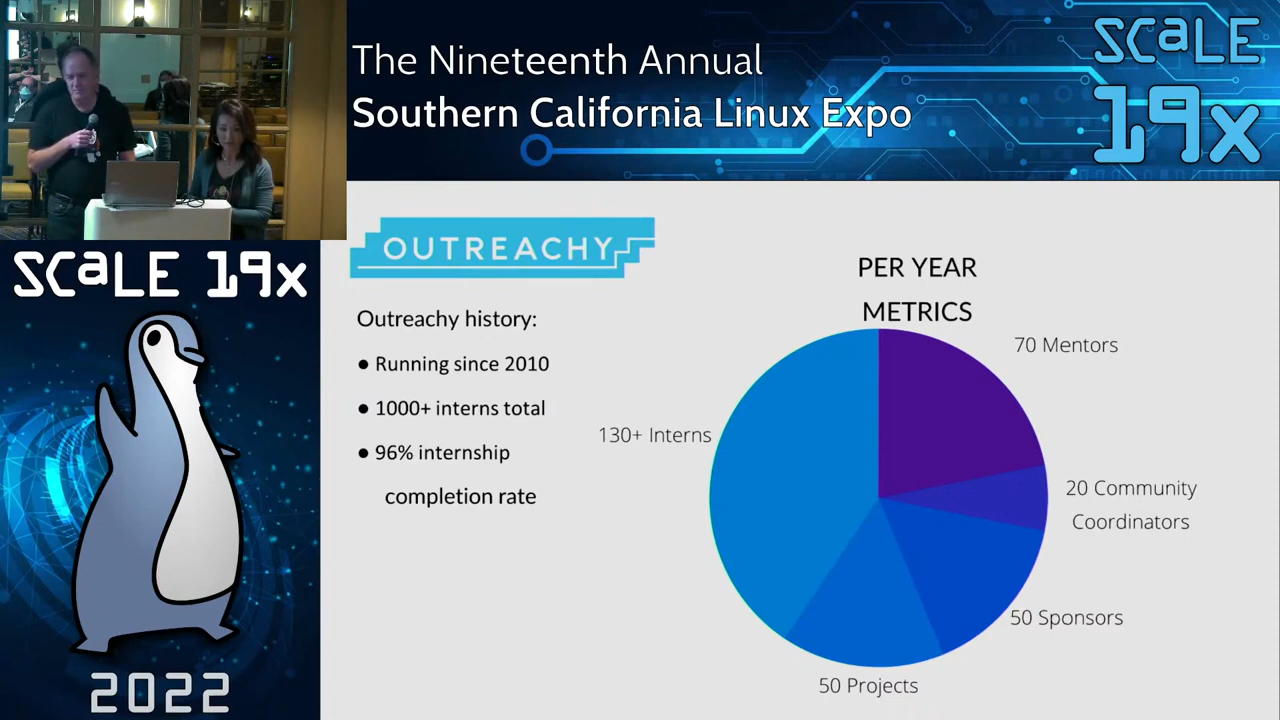 The Nineteenth Annual
Southern California Linux Expo
SCaLE
19x
SCaLE 19x
2022
OUTREACHY
Outreachy history:
● Running since 2010
● 1000+ interns total
● 96% internship
completion rate
PER YEAR
METRICS
70 Mentors
130+ Interns
20 Community
Coordinators
50 Sponsors
50 Projects